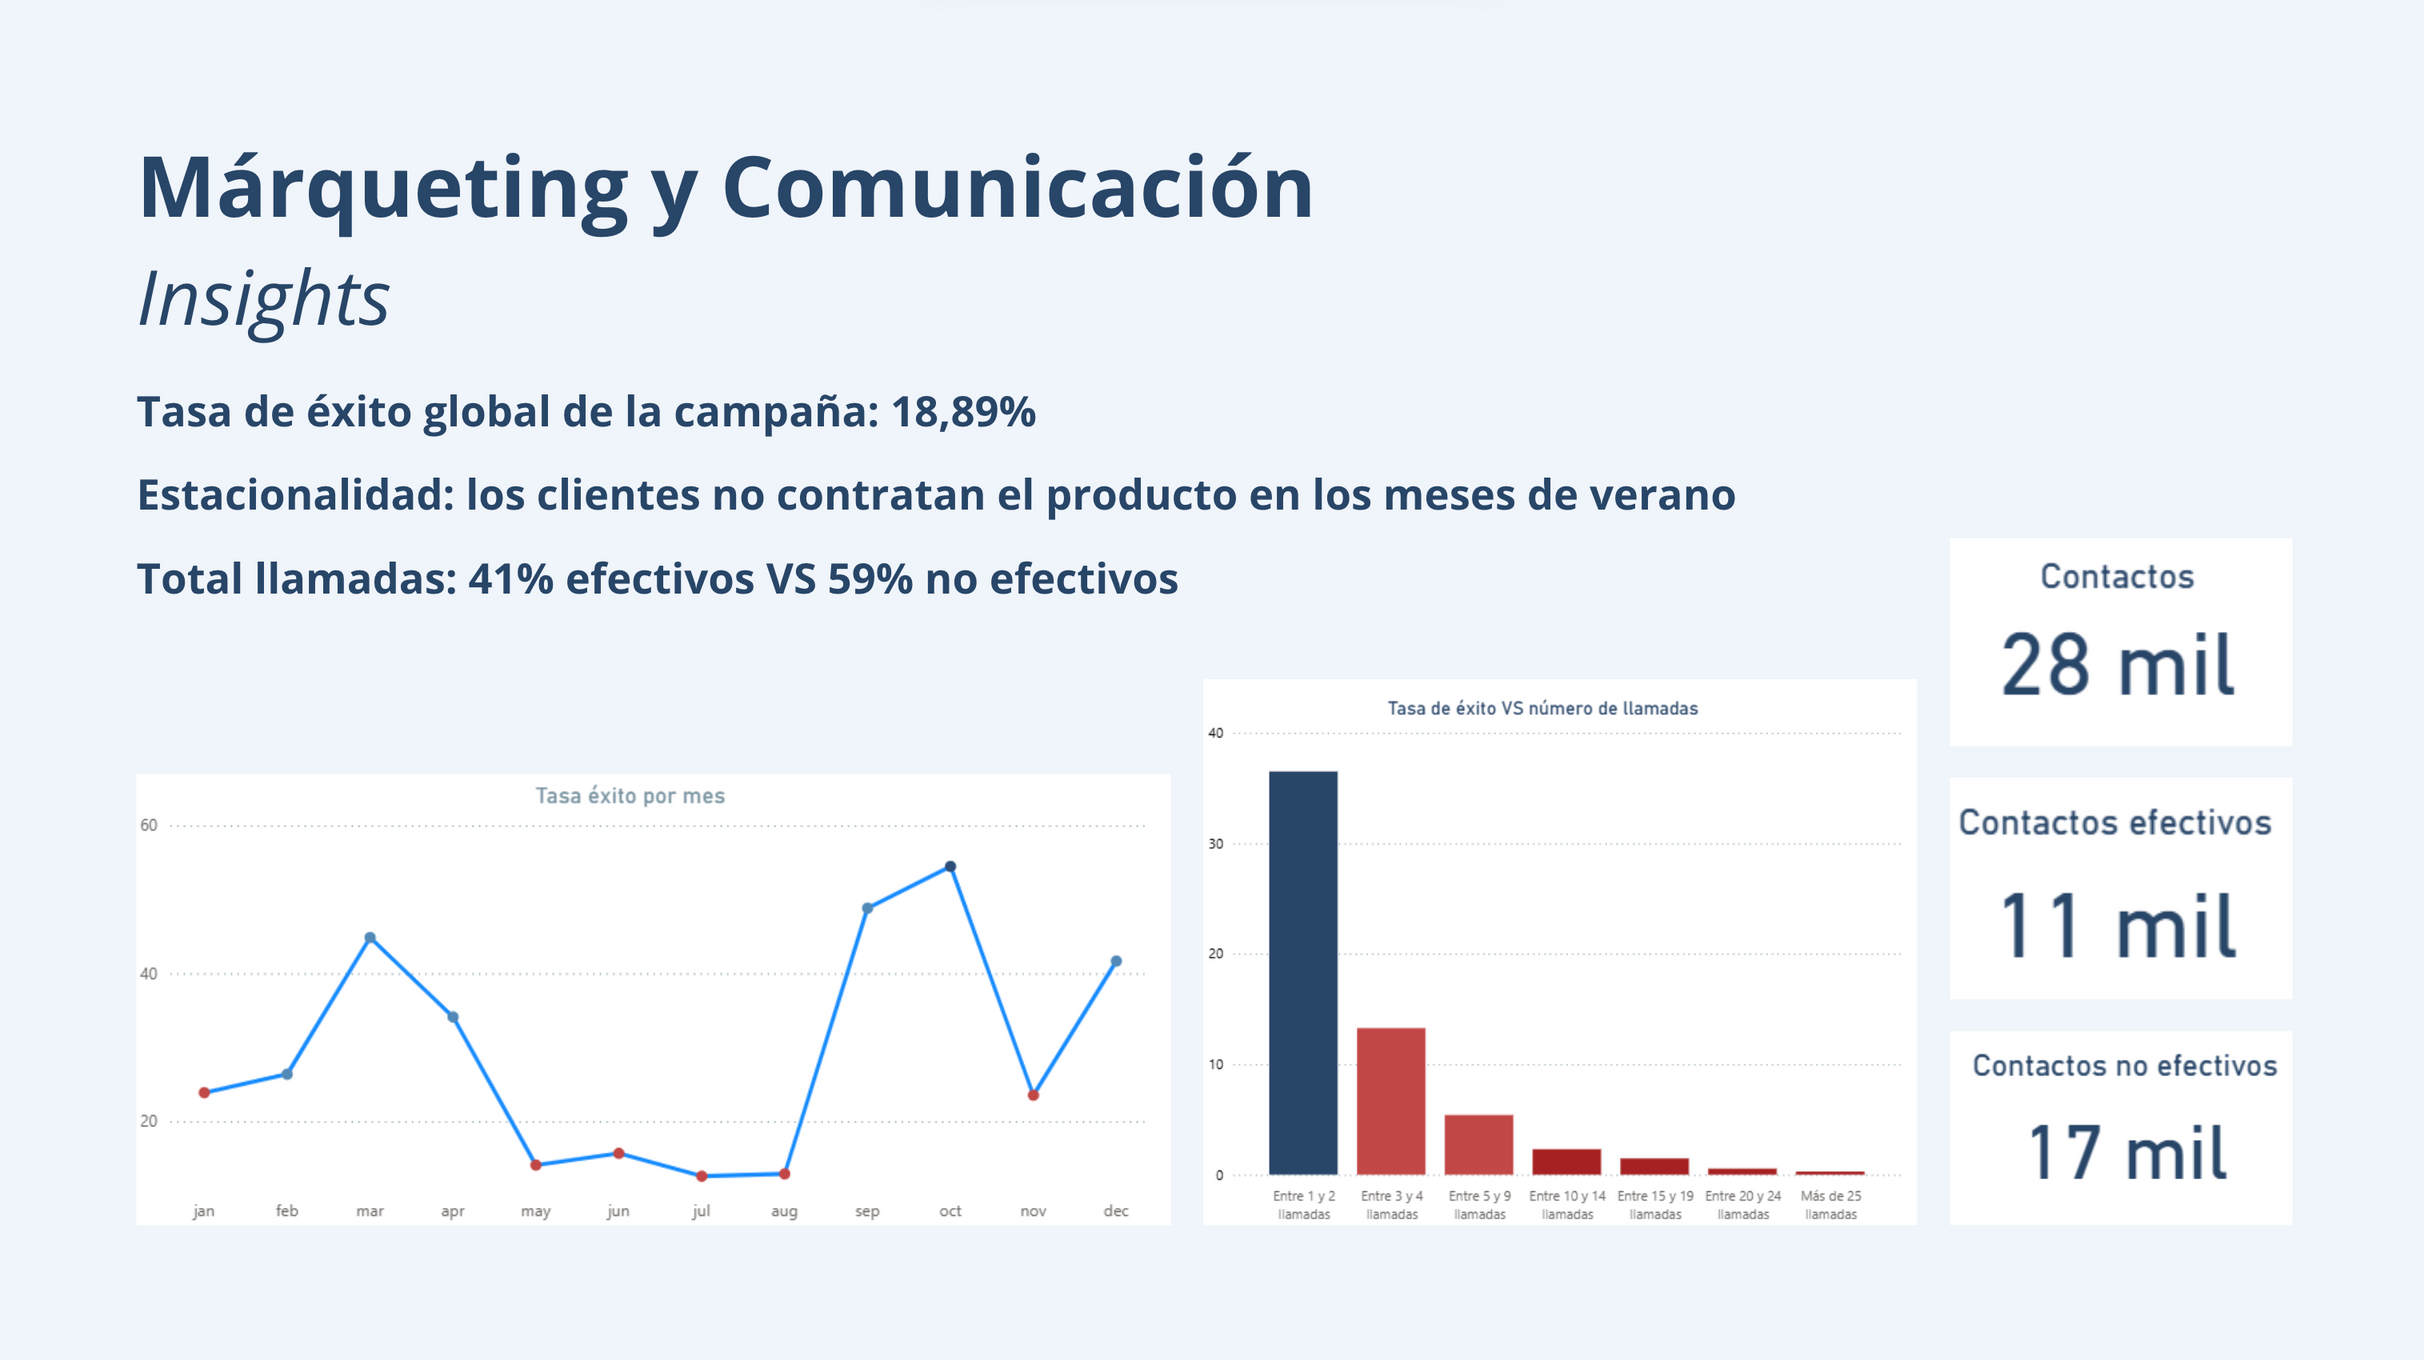 Márqueting y Comunicación
Insights
Tasa de éxito global de la campaña: 18,89%
Estacionalidad: los clientes no contratan el producto en los meses de verano
Total llamadas: 41% efectivos VS 59% no efectivos
Tasa éxito por mes
60
40
20
jan feb mar apr may jun jul aug sep oct nov dec
Tasa de éxito VS número de llamadas
40
30
20
10
0
Entre 1 y 2 llamadas
Entre 3 y 4 llamadas
Entre 5 y 9 llamadas
Entre 10 y 14 llamadas
Entre 15 y 19 llamadas
Entre 20 y 24 llamadas
Más de 25 llamadas
Contactos
28 mil
Contactos efectivos
11 mil
Contactos no efectivos
17 mil